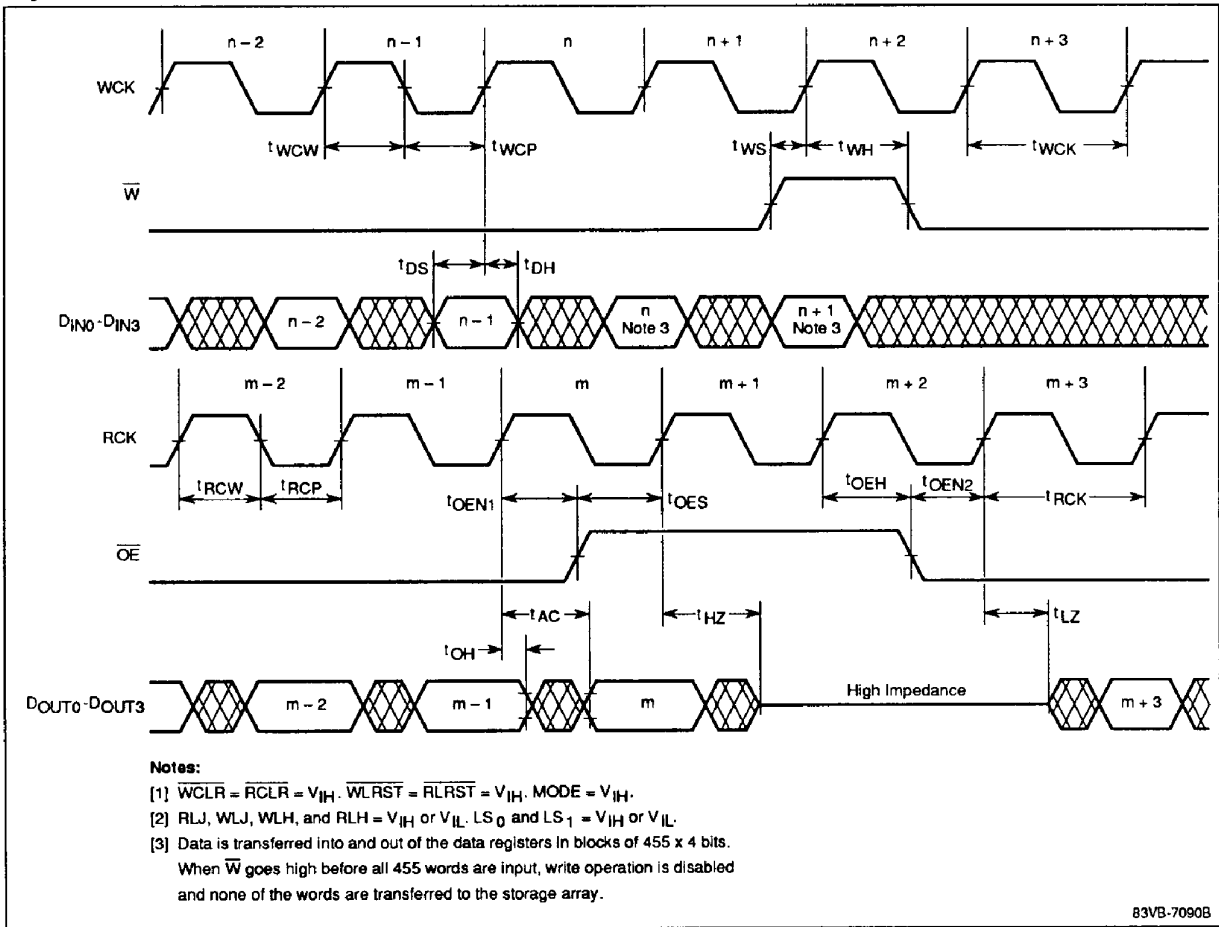 n – 2 n – 1 n n + 1 n + 2 n + 3
WCK
tWCW tWCP tWS tWH tWCK
W̅
tDS tDH
DIN0-DIN3 n – 2 n – 1 n Note 3 n + 1 Note 3
m – 2 m – 1 m m + 1 m + 2 m + 3
RCK
tRCW tRCP tOEN1 tOES tOEH tOEN2 tRCK
O̅E̅
tAC tHZ tLZ
tOH
DOUT0-DOUT3 m – 2 m – 1 m High Impedance m + 3
Notes:
[1] W̅C̅L̅R̅ = R̅C̅L̅R̅ = VIH. W̅L̅R̅S̅T̅ = R̅L̅R̅S̅T̅ = VIH. MODE = VIH.
[2] RLJ, WLJ, WLH, and RLH = VIH or VIL. LS0 and LS1 = VIH or VIL.
[3] Data is transferred into and out of the data registers in blocks of 455 x 4 bits.
When W̅ goes high before all 455 words are input, write operation is disabled
and none of the words are transferred to the storage array.
83VB-7090B